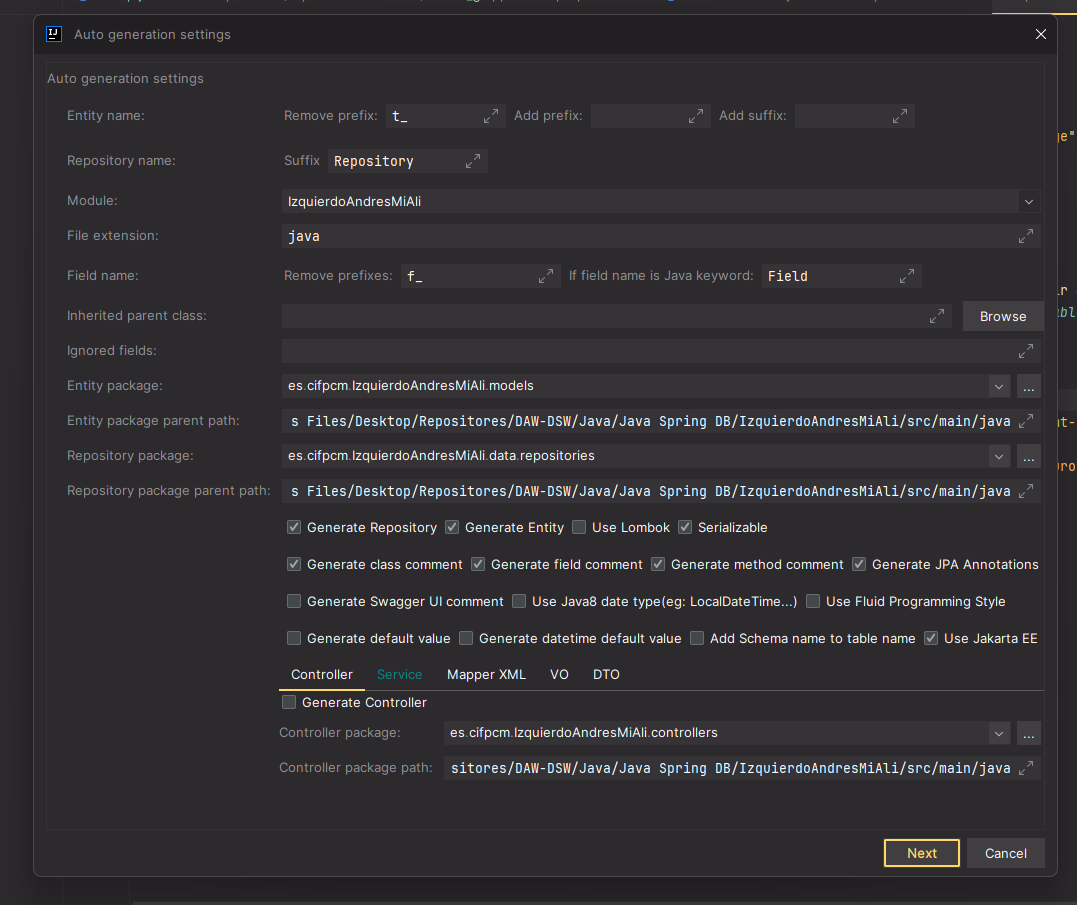 Auto generation settings
Auto generation settings
Entity name: Remove prefix: t_ Add prefix: Add suffix:
Repository name: Suffix Repository
Module: IzquierdoAndresMiAli
File extension: java
Field name: Remove prefixes: f_ If field name is Java keyword: Field
Inherited parent class: Browse
Ignored fields:
Entity package: es.cifpcm.IzquierdoAndresMiAli.models ...
Entity package parent path: s Files/Desktop/Repositores/DAW-DSW/Java/Java Spring DB/IzquierdoAndresMiAli/src/main/java
Repository package: es.cifpcm.IzquierdoAndresMiAli.data.repositories ...
Repository package parent path: s Files/Desktop/Repositores/DAW-DSW/Java/Java Spring DB/IzquierdoAndresMiAli/src/main/java
Generate Repository Generate Entity Use Lombok Serializable
Generate class comment Generate field comment Generate method comment Generate JPA Annotations
Generate Swagger UI comment Use Java8 date type(eg: LocalDateTime...) Use Fluid Programming Style
Generate default value Generate datetime default value Add Schema name to table name Use Jakarta EE
Controller Service Mapper XML VO DTO
Generate Controller
Controller package: es.cifpcm.IzquierdoAndresMiAli.controllers ...
Controller package path: sitores/DAW-DSW/Java/Java Spring DB/IzquierdoAndresMiAli/src/main/java
Next Cancel